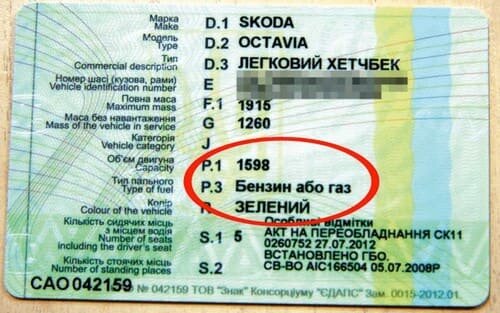 Марка
Make D.1 SKODA
Модель
Type D.2 OCTAVIA
Тип
Commercial description D.3 ЛЕГКОВИЙ ХЕТЧБЕК
Номер шасі (кузова, рами)
Vehicle identification number E
Повна маса
Maximum mass F.1 1915
Маса без навантаження
Mass of the vehicle in service G 1260
Категорія
Vehicle category J
Об'єм двигуна
Capacity P.1 1598
Тип пального
Type of fuel P.3 Бензин або газ
Колір
Colour of the vehicle R ЗЕЛЕНИЙ
Кількість сидячих місць
з місцем водія
Number of seats
including the driver's seat S.1 5
Особливі відмітки
АКТ НА ПЕРЕОБЛАДНАННЯ СК11
0260752 27.07.2012
ВСТАНОВЛЕНО ГБО.
СВ-ВО АІС166504 05.07.2008Р
Кількість стоячих місць
Number of standing places S.2
САО 042159 № 042159 ТОВ "Знак" Консорціуму "ЄДАПС" Зам. 0015-2012.01.